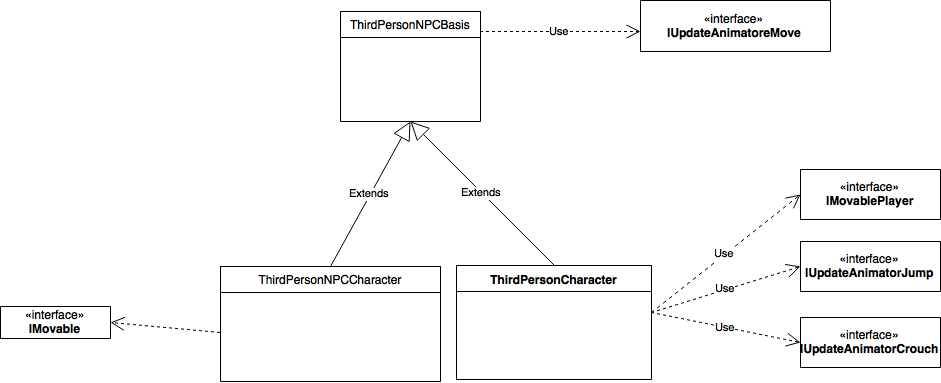 ThirdPersonNPCBasis
Use
«interface»
IUpdateAnimatoreMove
Extends
Extends
«interface»
IMovablePlayer
Use
ThirdPersonNPCCharacter
ThirdPersonCharacter
«interface»
IUpdateAnimatorJump
Use
«interface»
IMovable
Use
«interface»
IUpdateAnimatorCrouch